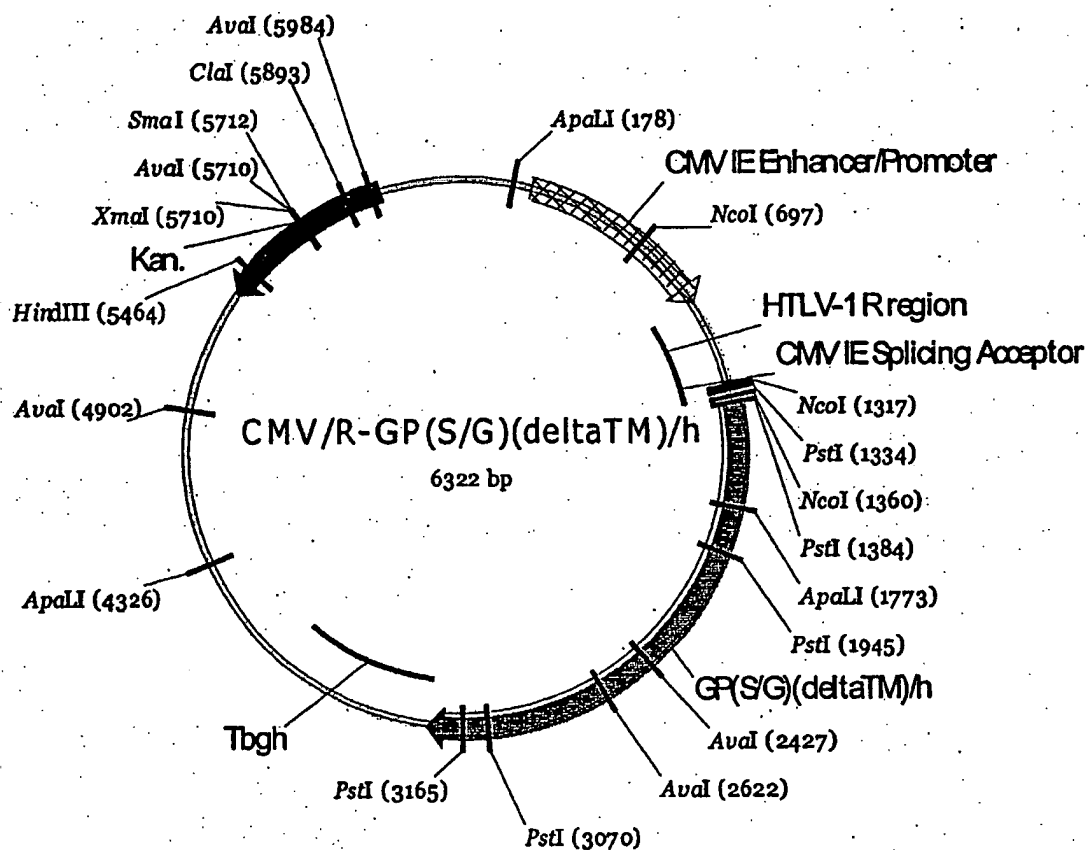 AvaI (5984)
ClaI (5893)
SmaI (5712)
AvaI (5710)
XmaI (5710)
Kan.
HindIII (5464)
AvaI (4902)
ApaLI (4326)
ApaLI (178)
CMV IE Enhancer/Promoter
NcoI (697)
HTLV-1 R region
CMV IE Splicing Acceptor
NcoI (1317)
PstI (1334)
NcoI (1360)
PstI (1384)
ApaLI (1773)
PstI (1945)
GP(S/G)(deltaTM)/h
AvaI (2427)
AvaI (2622)
PstI (3070)
PstI (3165)
Tbgh
CMV/R-GP(S/G)(deltaTM)/h
6322 bp